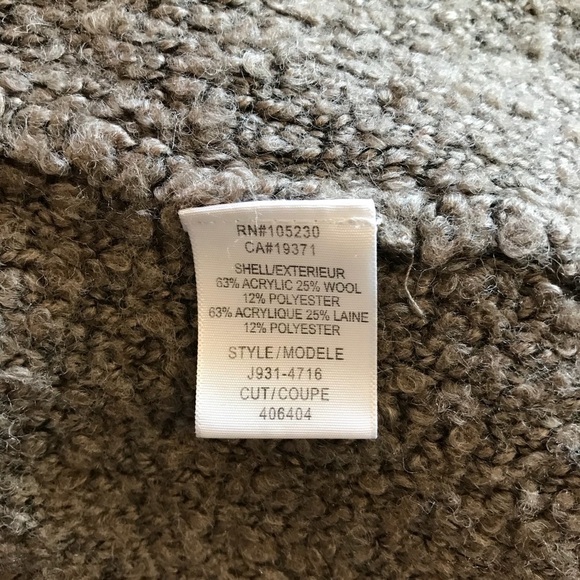 RN#105230
CA#19371
SHELL/EXTERIEUR
63% ACRYLIC 25% WOOL
12% POLYESTER
63% ACRYLIQUE 25% LAINE
12% POLYESTER
STYLE/MODELE
J931-4716
CUT/COUPE
406404